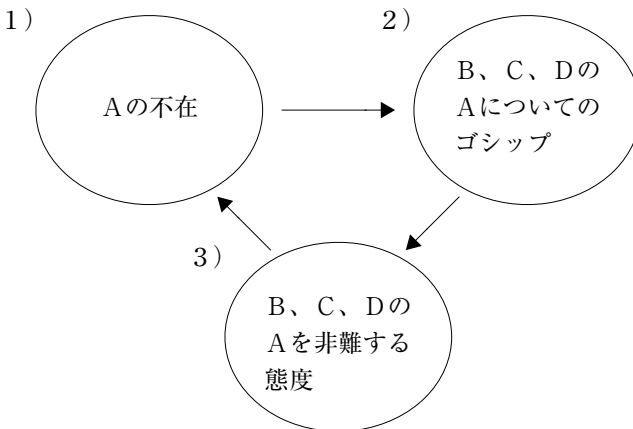 1)
Aの不在
2)
B、C、Dの
Aについての
ゴシップ
3)
B、C、Dの
Aを非難する
態度